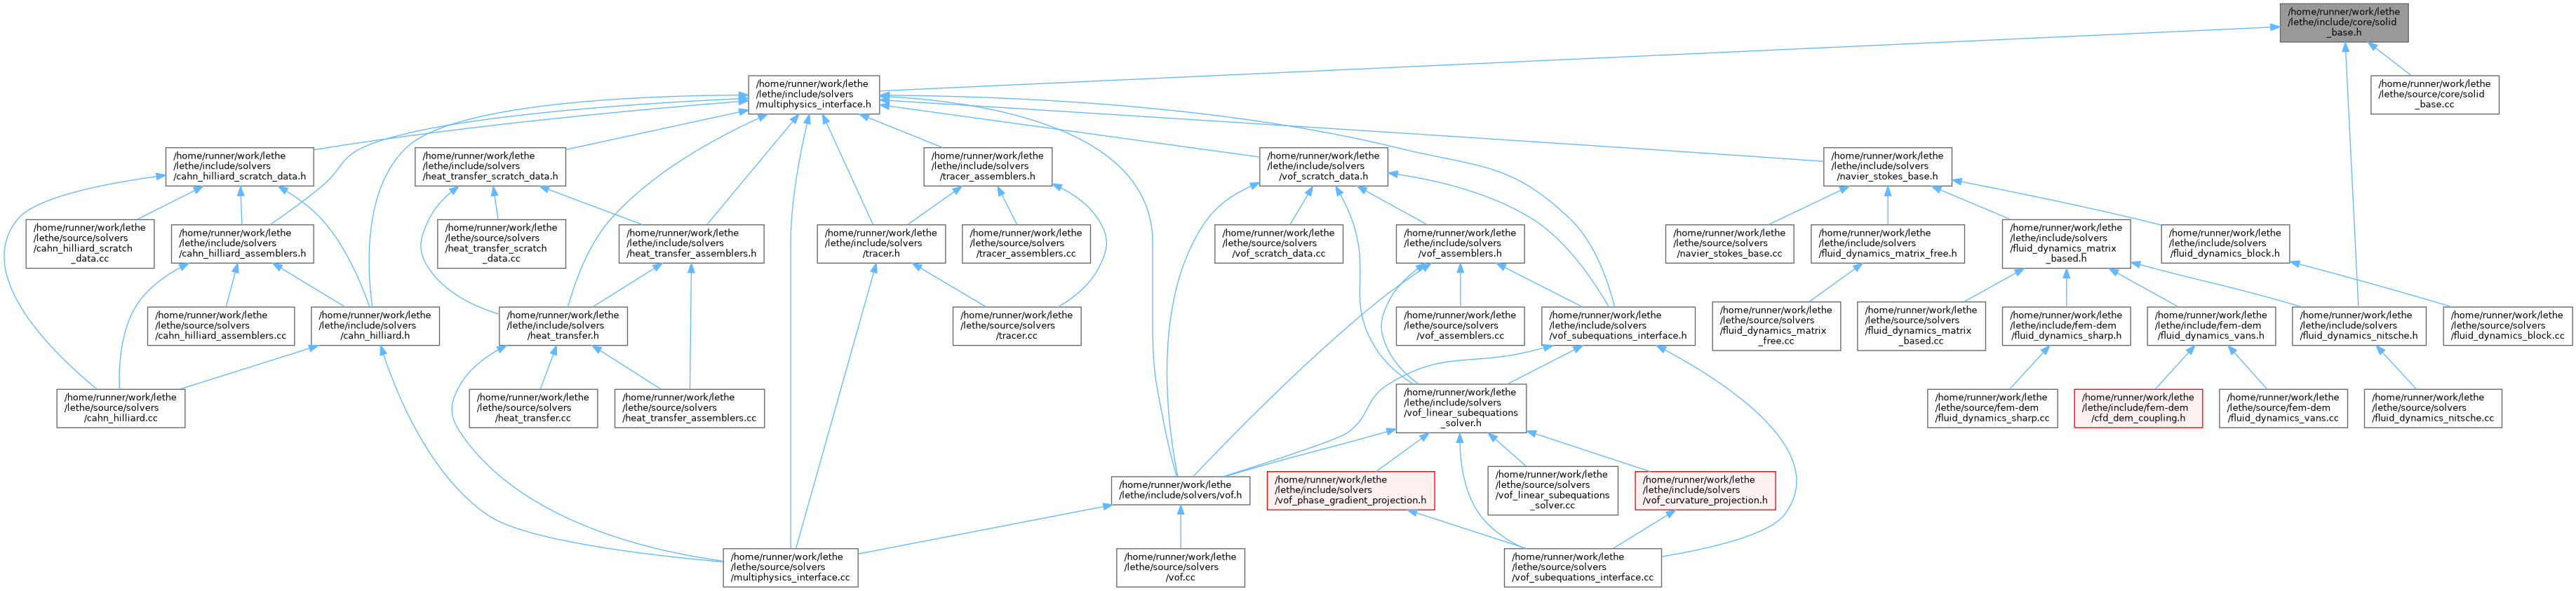 /home/runner/work/lethe
/lethe/include/core/solid
_base.h
/home/runner/work/lethe
/lethe/include/solvers
/multiphysics_interface.h
/home/runner/work/lethe
/lethe/source/core/solid
_base.cc
/home/runner/work/lethe
/lethe/include/solvers
/cahn_hilliard_scratch_data.h
/home/runner/work/lethe
/lethe/include/solvers
/heat_transfer_scratch_data.h
/home/runner/work/lethe
/lethe/include/solvers
/tracer_assemblers.h
/home/runner/work/lethe
/lethe/include/solvers
/vof_scratch_data.h
/home/runner/work/lethe
/lethe/include/solvers
/navier_stokes_base.h
/home/runner/work/lethe
/lethe/source/solvers
/cahn_hilliard_scratch
_data.cc
/home/runner/work/lethe
/lethe/include/solvers
/cahn_hilliard_assemblers.h
/home/runner/work/lethe
/lethe/source/solvers
/heat_transfer_scratch
_data.cc
/home/runner/work/lethe
/lethe/include/solvers
/heat_transfer_assemblers.h
/home/runner/work/lethe
/lethe/include/solvers
/tracer.h
/home/runner/work/lethe
/lethe/source/solvers
/tracer_assemblers.cc
/home/runner/work/lethe
/lethe/source/solvers
/vof_scratch_data.cc
/home/runner/work/lethe
/lethe/include/solvers
/vof_assemblers.h
/home/runner/work/lethe
/lethe/source/solvers
/navier_stokes_base.cc
/home/runner/work/lethe
/lethe/include/solvers
/fluid_dynamics_matrix_free.h
/home/runner/work/lethe
/lethe/include/solvers
/fluid_dynamics_matrix
_based.h
/home/runner/work/lethe
/lethe/include/solvers
/fluid_dynamics_block.h
/home/runner/work/lethe
/lethe/source/solvers
/cahn_hilliard_assemblers.cc
/home/runner/work/lethe
/lethe/include/solvers
/cahn_hilliard.h
/home/runner/work/lethe
/lethe/include/solvers
/heat_transfer.h
/home/runner/work/lethe
/lethe/source/solvers
/tracer.cc
/home/runner/work/lethe
/lethe/source/solvers
/vof_assemblers.cc
/home/runner/work/lethe
/lethe/include/solvers
/vof_subequations_interface.h
/home/runner/work/lethe
/lethe/source/solvers
/fluid_dynamics_matrix
_free.cc
/home/runner/work/lethe
/lethe/source/solvers
/fluid_dynamics_matrix
_based.cc
/home/runner/work/lethe
/lethe/include/fem-dem
/fluid_dynamics_sharp.h
/home/runner/work/lethe
/lethe/include/fem-dem
/fluid_dynamics_vans.h
/home/runner/work/lethe
/lethe/include/solvers
/fluid_dynamics_nitsche.h
/home/runner/work/lethe
/lethe/source/solvers
/fluid_dynamics_block.cc
/home/runner/work/lethe
/lethe/source/solvers
/cahn_hilliard.cc
/home/runner/work/lethe
/lethe/source/solvers
/heat_transfer.cc
/home/runner/work/lethe
/lethe/source/solvers
/heat_transfer_assemblers.cc
/home/runner/work/lethe
/lethe/include/solvers
/vof_linear_subequations
_solver.h
/home/runner/work/lethe
/lethe/source/fem-dem
/fluid_dynamics_sharp.cc
/home/runner/work/lethe
/lethe/include/fem-dem
/cfd_dem_coupling.h
/home/runner/work/lethe
/lethe/source/fem-dem
/fluid_dynamics_vans.cc
/home/runner/work/lethe
/lethe/source/solvers
/fluid_dynamics_nitsche.cc
/home/runner/work/lethe
/lethe/include/solvers/vof.h
/home/runner/work/lethe
/lethe/include/solvers
/vof_phase_gradient_projection.h
/home/runner/work/lethe
/lethe/source/solvers
/vof_linear_subequations
_solver.cc
/home/runner/work/lethe
/lethe/include/solvers
/vof_curvature_projection.h
/home/runner/work/lethe
/lethe/source/solvers
/multiphysics_interface.cc
/home/runner/work/lethe
/lethe/source/solvers
/vof.cc
/home/runner/work/lethe
/lethe/source/solvers
/vof_subequations_interface.cc